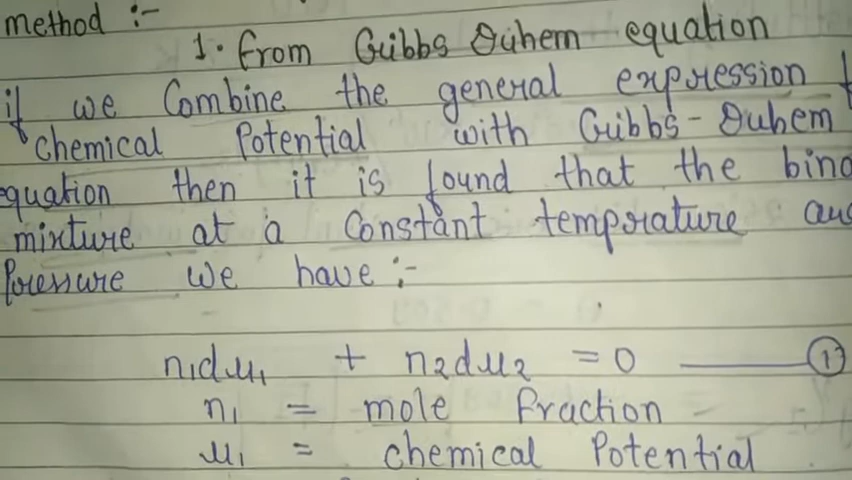 method :-
1. From Gibbs Duhem equation
if we Combine the general expression f
chemical Potential with Gibbs-Duhem
equation then it is found that the bina
mixture at a Constant temprature and
Pressure we have :-
n₁dμ₁ + n₂dμ₂ = 0 ——— ①
n₁ = mole fraction
μ₁ = chemical Potential